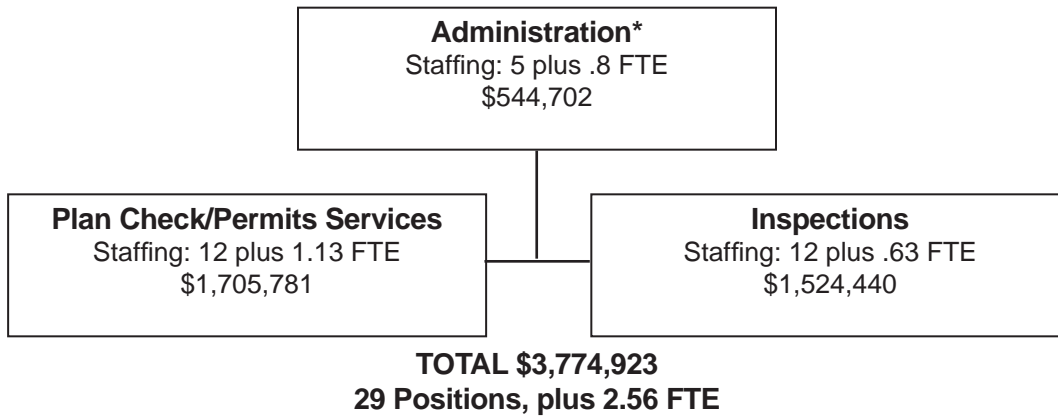 Administration*
Staffing: 5 plus .8 FTE
$544,702
Plan Check/Permits Services
Staffing: 12 plus 1.13 FTE
$1,705,781
Inspections
Staffing: 12 plus .63 FTE
$1,524,440
TOTAL $3,774,923
29 Positions, plus 2.56 FTE